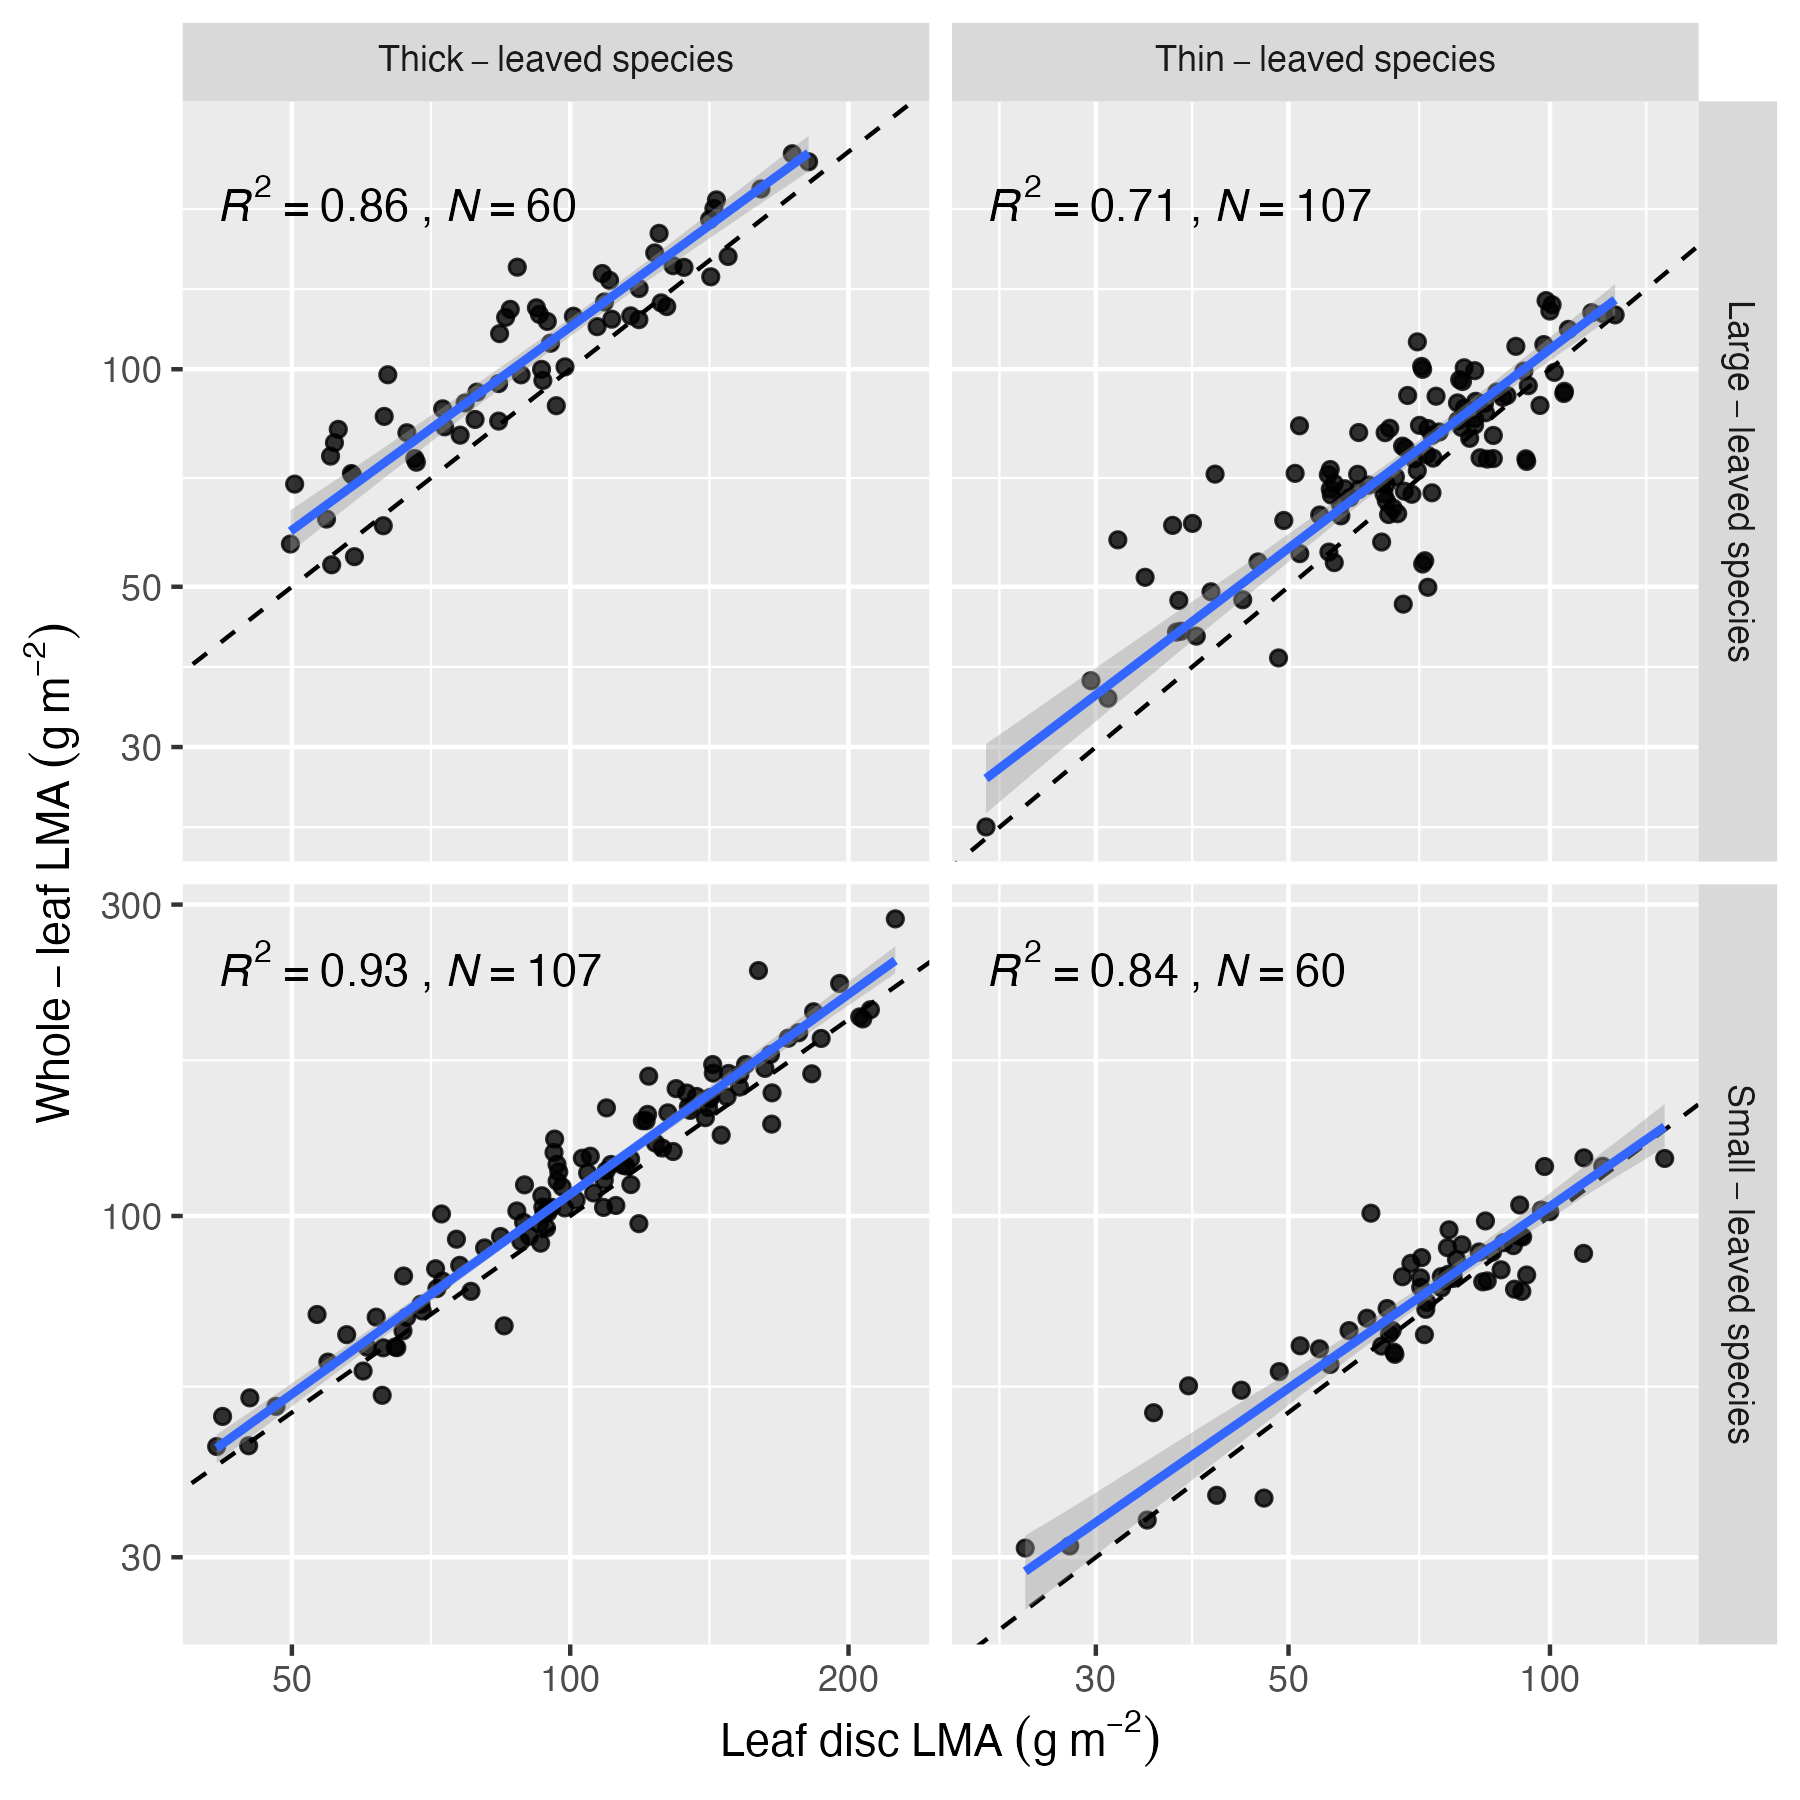 Thick – leaved species
Thin – leaved species
R² = 0.86 , N = 60
R² = 0.71 , N = 107
100
50
30
Large – leaved species
Whole – leaf LMA (g m⁻²)
R² = 0.93 , N = 107
R² = 0.84 , N = 60
300
100
30
Small – leaved species
50 100 200
30 50 100
Leaf disc LMA (g m⁻²)